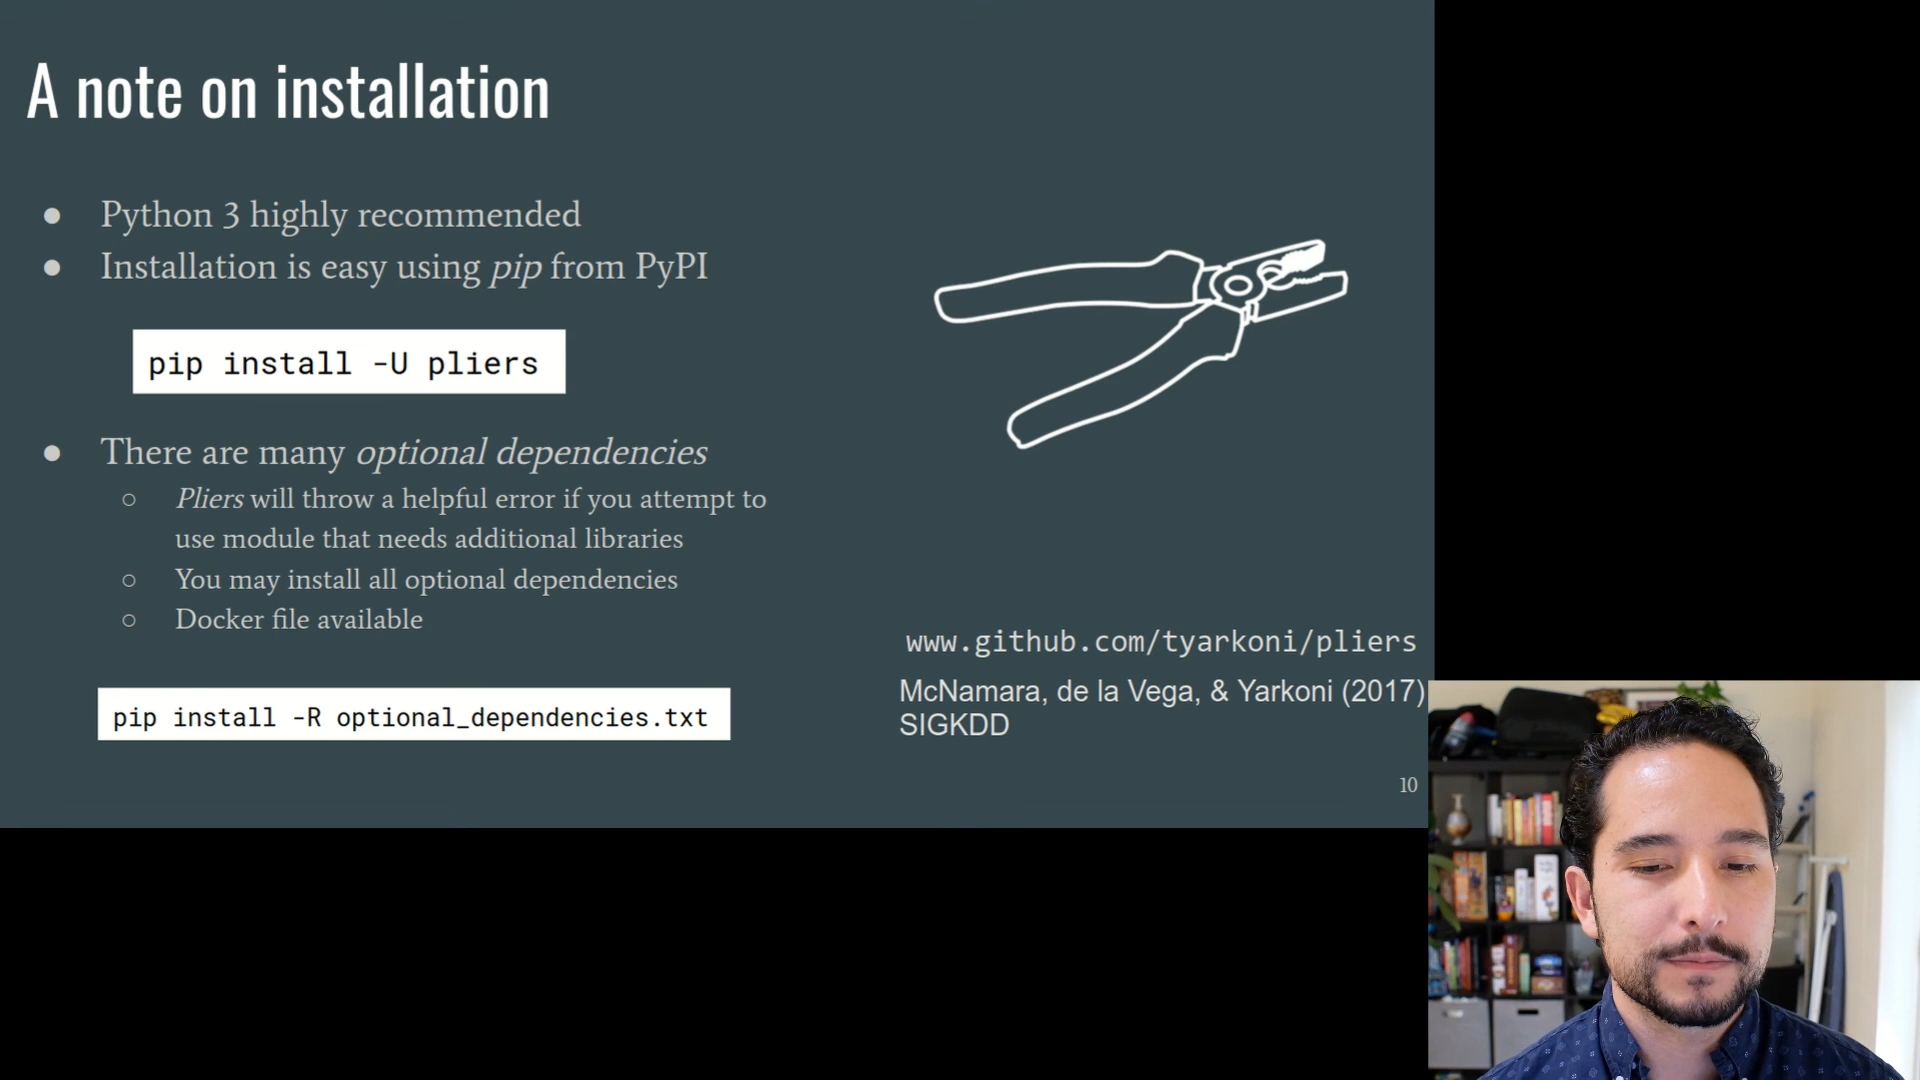 A note on installation
● Python 3 highly recommended
● Installation is easy using pip from PyPI
pip install -U pliers
● There are many optional dependencies
○ Pliers will throw a helpful error if you attempt to
use module that needs additional libraries
○ You may install all optional dependencies
○ Docker file available
pip install -R optional_dependencies.txt
www.github.com/tyarkoni/pliers
McNamara, de la Vega, & Yarkoni (2017)
SIGKDD
10